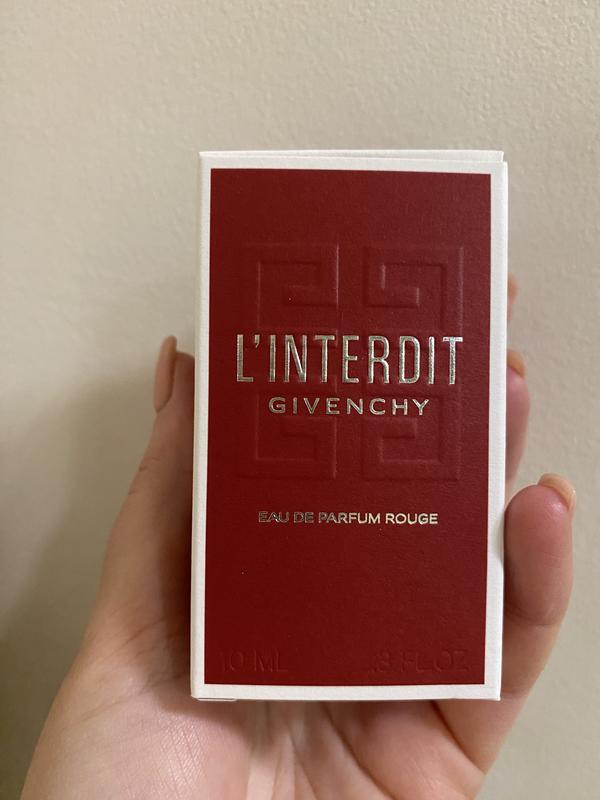 L'INTERDIT
GIVENCHY
EAU DE PARFUM ROUGE
10 ML .3 FL.OZ